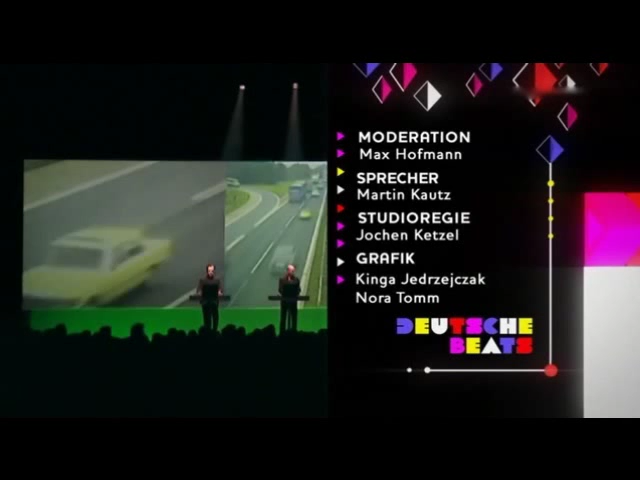 MODERATION
Max Hofmann
SPRECHER
Martin Kautz
STUDIOREGIE
Jochen Ketzel
GRAFIK
Kinga Jedrzejczak
Nora Tomm
DEUTSCHE
BEATS